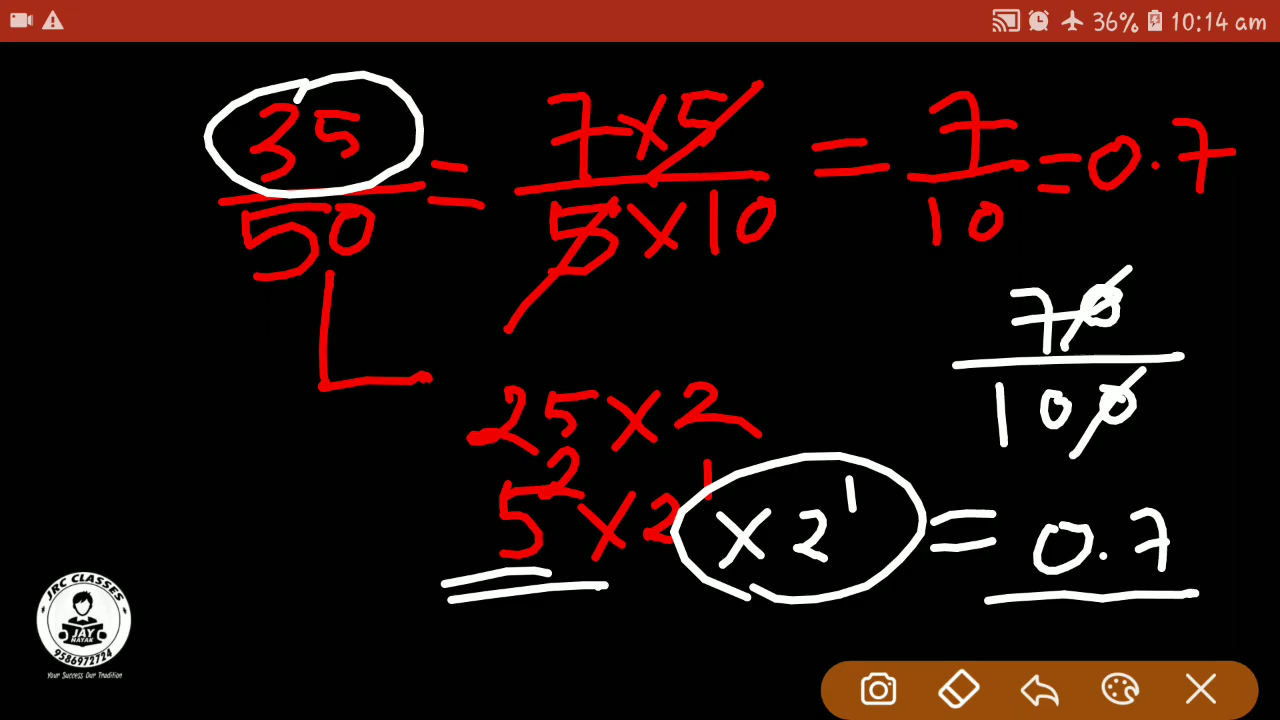 36% 10:14 am
35/50 = 7×5/5×10 = 7/10 = 0.7
70/100
25×2
5²×2¹ ×2¹ = 0.7
JRC CLASSES
JAY
NAYAK
9586972724
Your Success Our Tradition